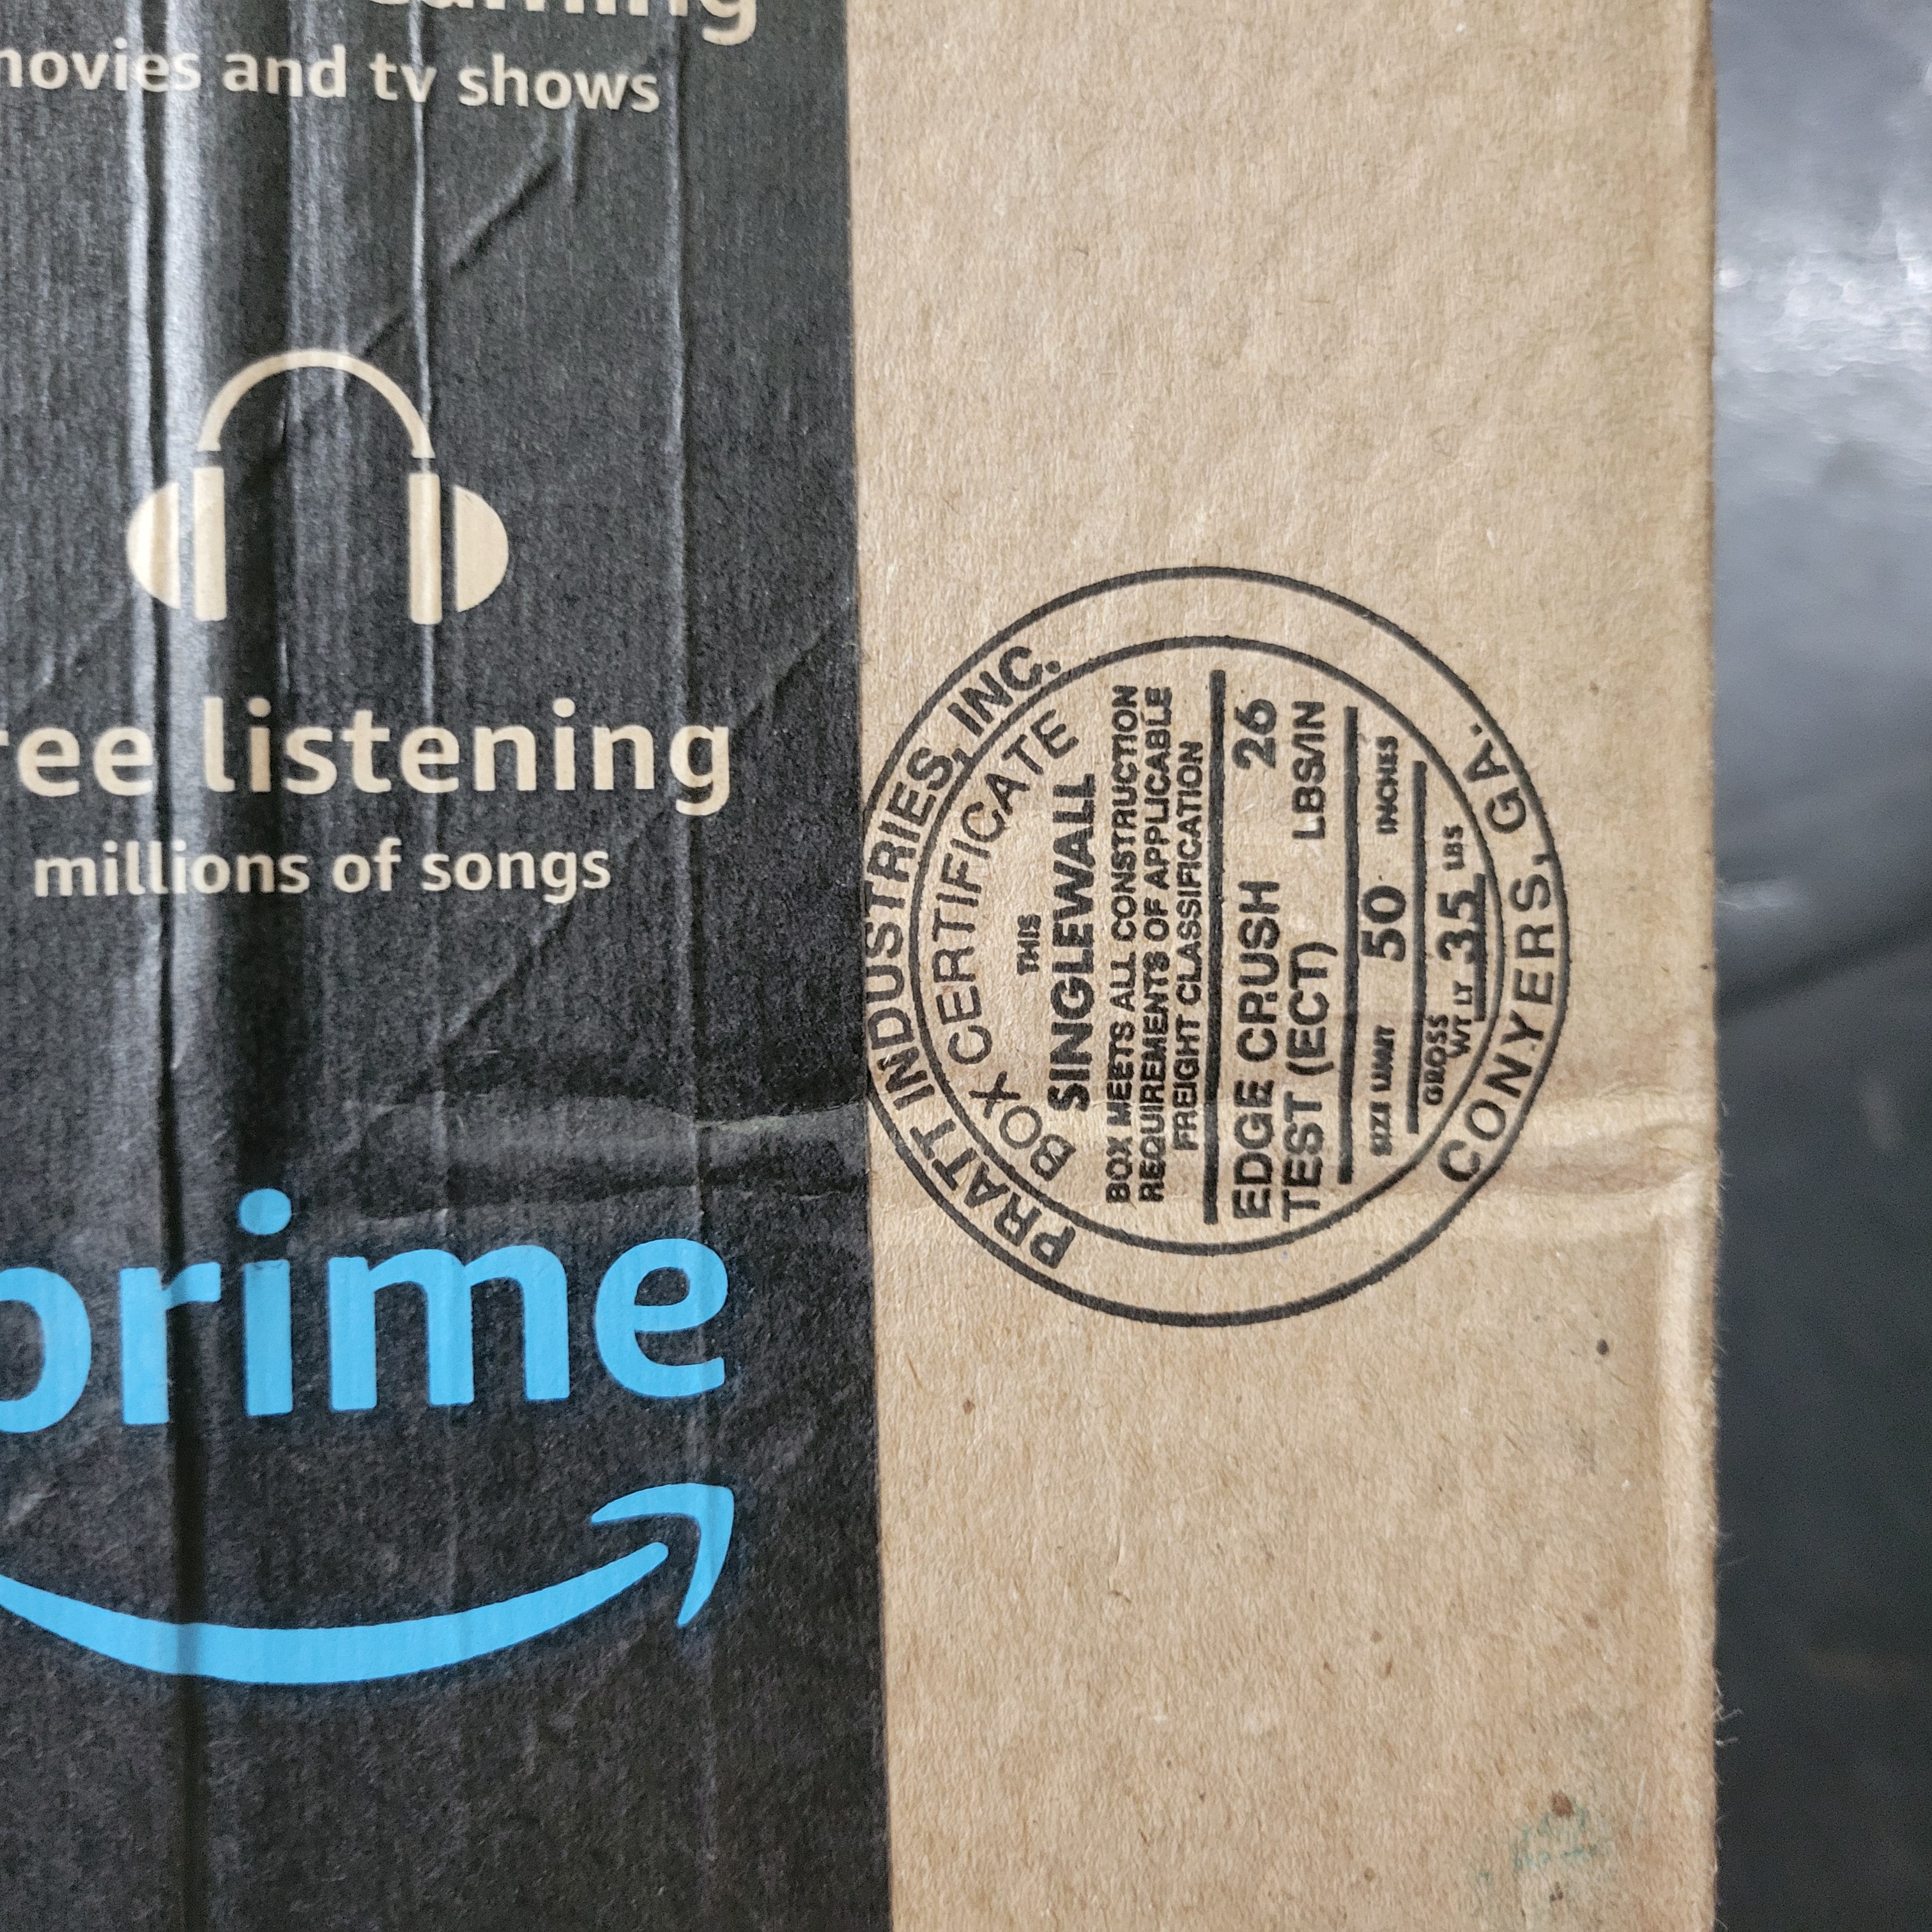 movies and tv shows
listening
millions of songs
prime
PRATT INDUSTRIES, INC.
BOX CERTIFICATE
THIS
SINGLEWALL
BOX MEETS ALL CONSTRUCTION
REQUIREMENTS OF APPLICABLE
FREIGHT CLASSIFICATION
EDGE CRUSH 26
TEST (ECT) LBS/IN
SIZE LIMIT 50 INCHES
GROSS
WT LT 35 LBS
CONYERS, GA.